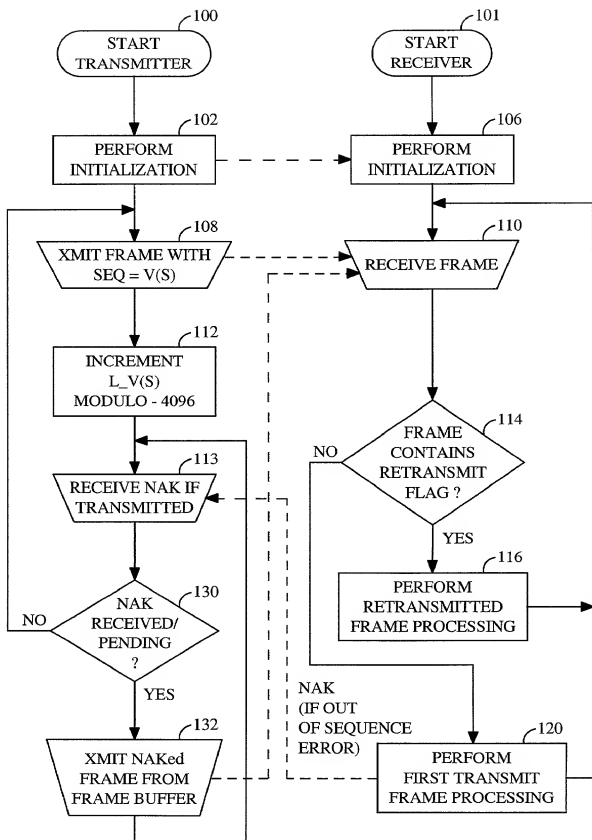 100
START
TRANSMITTER
101
START
RECEIVER
102
PERFORM
INITIALIZATION
106
PERFORM
INITIALIZATION
108
XMIT FRAME WITH
SEQ = V(S)
110
RECEIVE FRAME
112
INCREMENT
L_V(S)
MODULO - 4096
114
FRAME
CONTAINS
RETRANSMIT
FLAG ?
NO
YES
113
RECEIVE NAK IF
TRANSMITTED
116
PERFORM
RETRANSMITTED
FRAME PROCESSING
130
NAK
RECEIVED/
PENDING
?
NO
YES
NAK
(IF OUT
OF SEQUENCE
ERROR)
132
XMIT NAKed
FRAME FROM
FRAME BUFFER
120
PERFORM
FIRST TRANSMIT
FRAME PROCESSING